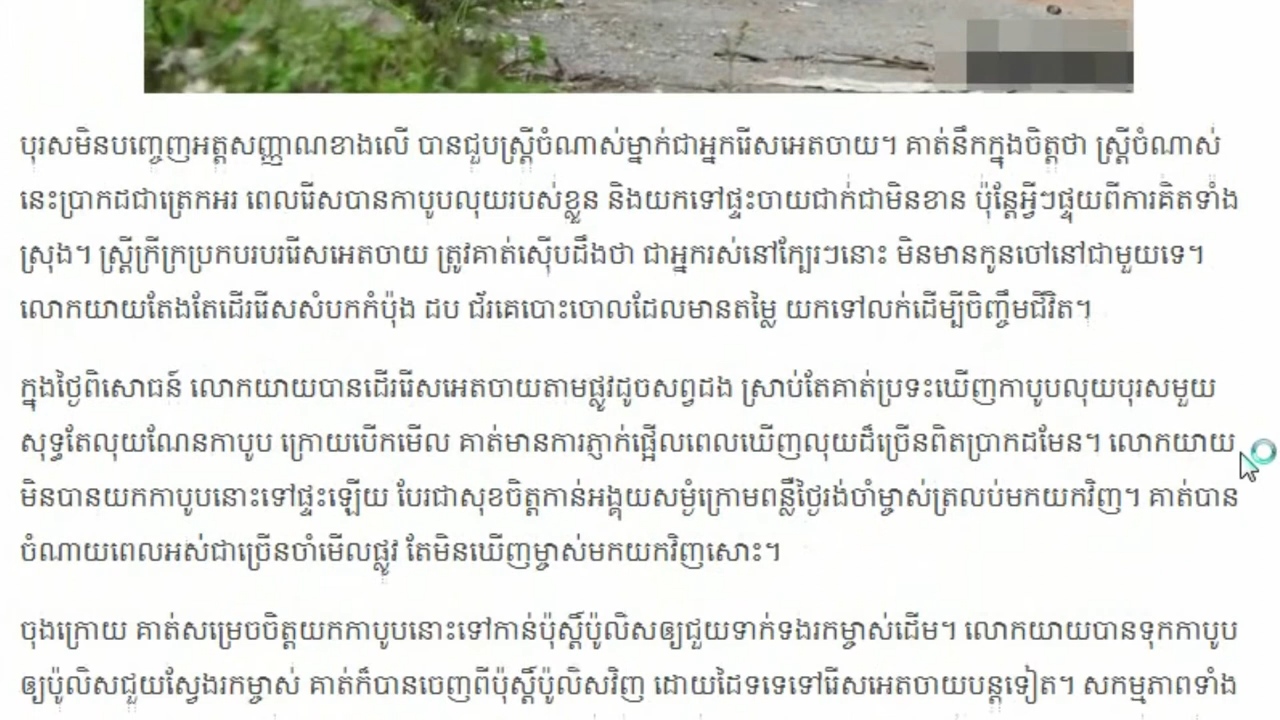 បុរសមិនបញ្ចេញអត្តសញ្ញាណខាងលើ បានជួបស្ត្រីចំណាស់ម្នាក់ជាអ្នករើសអេតចាយ។ គាត់នឹកក្នុងចិត្តថា ស្ត្រីចំណាស់
នេះប្រាកដជាត្រេកអរ ពេលរើសបានកាបូបលុយរបស់ខ្លួន និងយកទៅផ្ទះចាយជាក់ជាមិនខាន ប៉ុន្តែអ្វីៗផ្ទុយពីការគិតទាំង
ស្រុង។ ស្ត្រីក្រីក្រប្រកបរបររើសអេតចាយ ត្រូវគាត់ស៊ើបដឹងថា ជាអ្នករស់នៅក្បែរៗនោះ មិនមានកូនចៅនៅជាមួយទេ។
លោកយាយតែងតែដើររើសសំបកកំប៉ុង ដប ជ័រគេបោះចោលដែលមានតម្លៃ យកទៅលក់ដើម្បីចិញ្ចឹមជីវិត។
ក្នុងថ្ងៃពិសោធន៍ លោកយាយបានដើររើសអេតចាយតាមផ្លូវដូចសព្វដង ស្រាប់តែគាត់ប្រទះឃើញកាបូបលុយបុរសមួយ
សុទ្ធតែលុយណែនកាបូប ក្រោយបើកមើល គាត់មានការភ្ញាក់ផ្អើលពេលឃើញលុយដ៏ច្រើនពិតប្រាកដមែន។ លោកយាយ
មិនបានយកកាបូបនោះទៅផ្ទះឡើយ បែរជាសុខចិត្តកាន់អង្គុយសម្ងំក្រោមពន្លឺថ្ងៃរង់ចាំម្ចាស់ត្រលប់មកយកវិញ។ គាត់បាន
ចំណាយពេលអស់ជាច្រើនចាំមើលផ្លូវ តែមិនឃើញម្ចាស់មកយកវិញសោះ។
ចុងក្រោយ គាត់សម្រេចចិត្តយកកាបូបនោះទៅកាន់ប៉ុស្តិ៍ប៉ូលិសឲ្យជួយទាក់ទងរកម្ចាស់ដើម។ លោកយាយបានទុកកាបូប
ឲ្យប៉ូលិសជួយស្វែងរកម្ចាស់ គាត់ក៏បានចេញពីប៉ុស្តិ៍ប៉ូលិសវិញ ដោយដៃទទេទៅរើសអេតចាយបន្តទៀត។ សកម្មភាពទាំង